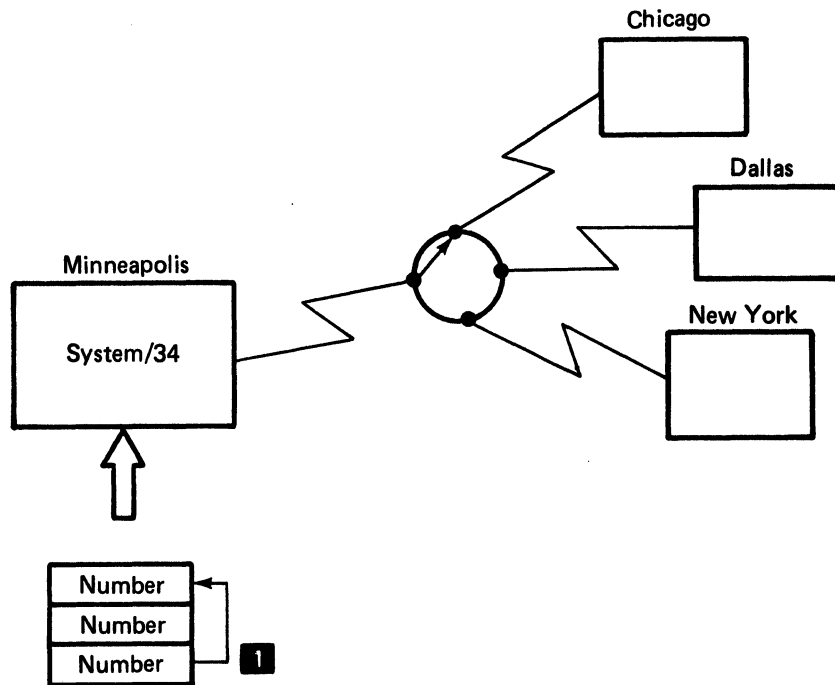 Chicago
Dallas
Minneapolis
New York
System/34
Number
Number
Number
1